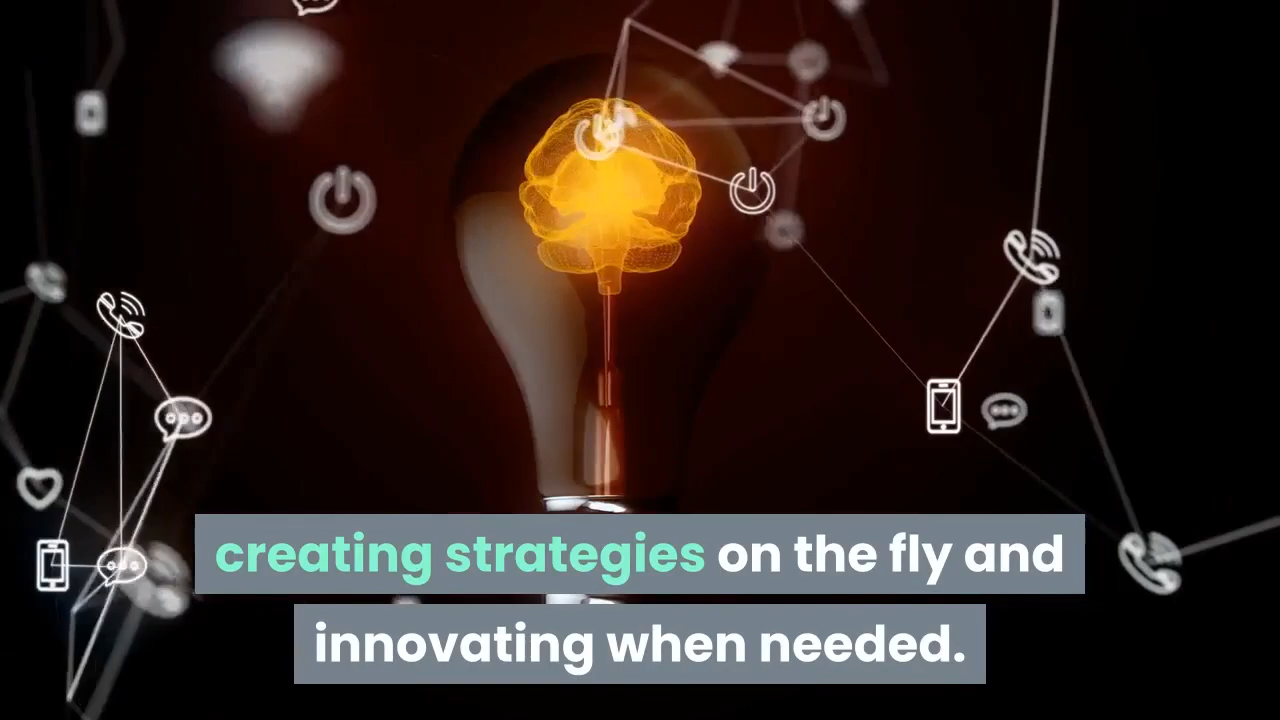 creating strategies on the fly and
innovating when needed.